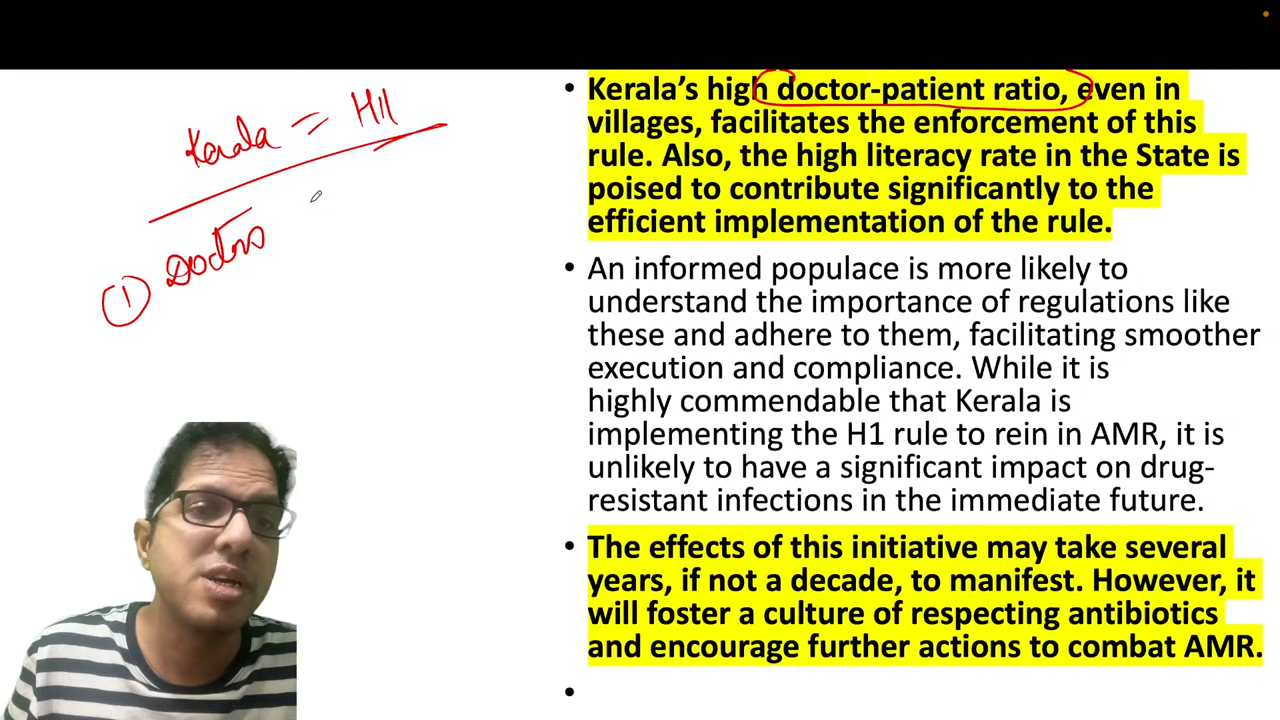 Kerala = H1
① Doctors
• Kerala's high doctor-patient ratio, even in
villages, facilitates the enforcement of this
rule. Also, the high literacy rate in the State is
poised to contribute significantly to the
efficient implementation of the rule.
• An informed populace is more likely to
understand the importance of regulations like
these and adhere to them, facilitating smoother
execution and compliance. While it is
highly commendable that Kerala is
implementing the H1 rule to rein in AMR, it is
unlikely to have a significant impact on drug-
resistant infections in the immediate future.
• The effects of this initiative may take several
years, if not a decade, to manifest. However, it
will foster a culture of respecting antibiotics
and encourage further actions to combat AMR.
•